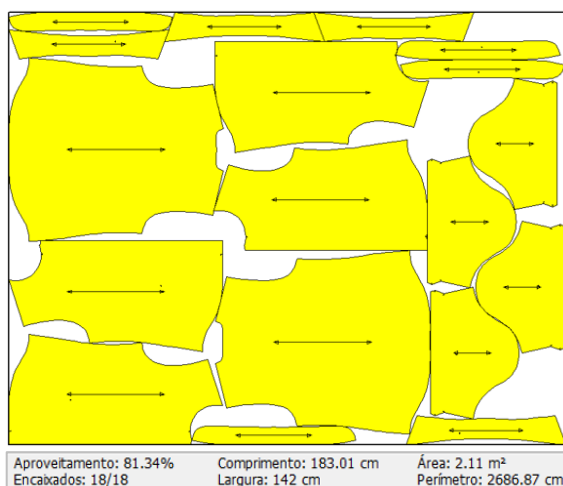 Aproveitamento: 81.34% Comprimento: 183.01 cm Área: 2.11 m²
Encaixados: 18/18 Largura: 142 cm Perímetro: 2686.87 cm